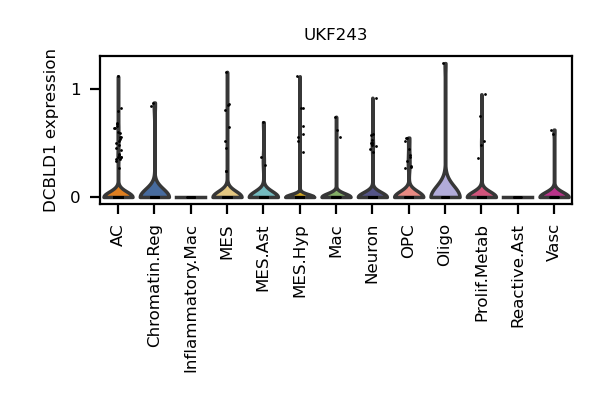 UKF243
DCBLD1 expression
1
0
AC
Chromatin.Reg
Inflammatory.Mac
MES
MES.Ast
MES.Hyp
Mac
Neuron
OPC
Oligo
Prolif.Metab
Reactive.Ast
Vasc